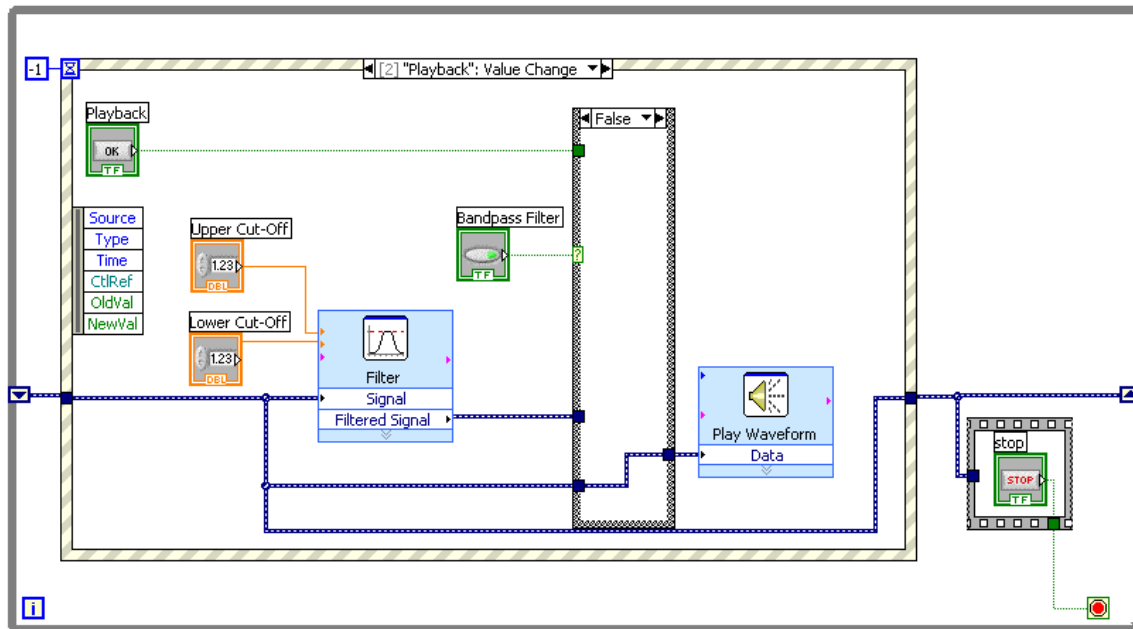 -1
[2] "Playback": Value Change
Playback
OK
TF
False
Source
Type
Time
CtlRef
OldVal
NewVal
Upper Cut-Off
1.23
DBL
Bandpass Filter
TF
?
Lower Cut-Off
1.23
DBL
Filter
Signal
Filtered Signal
Play Waveform
Data
stop
STOP
TF
i